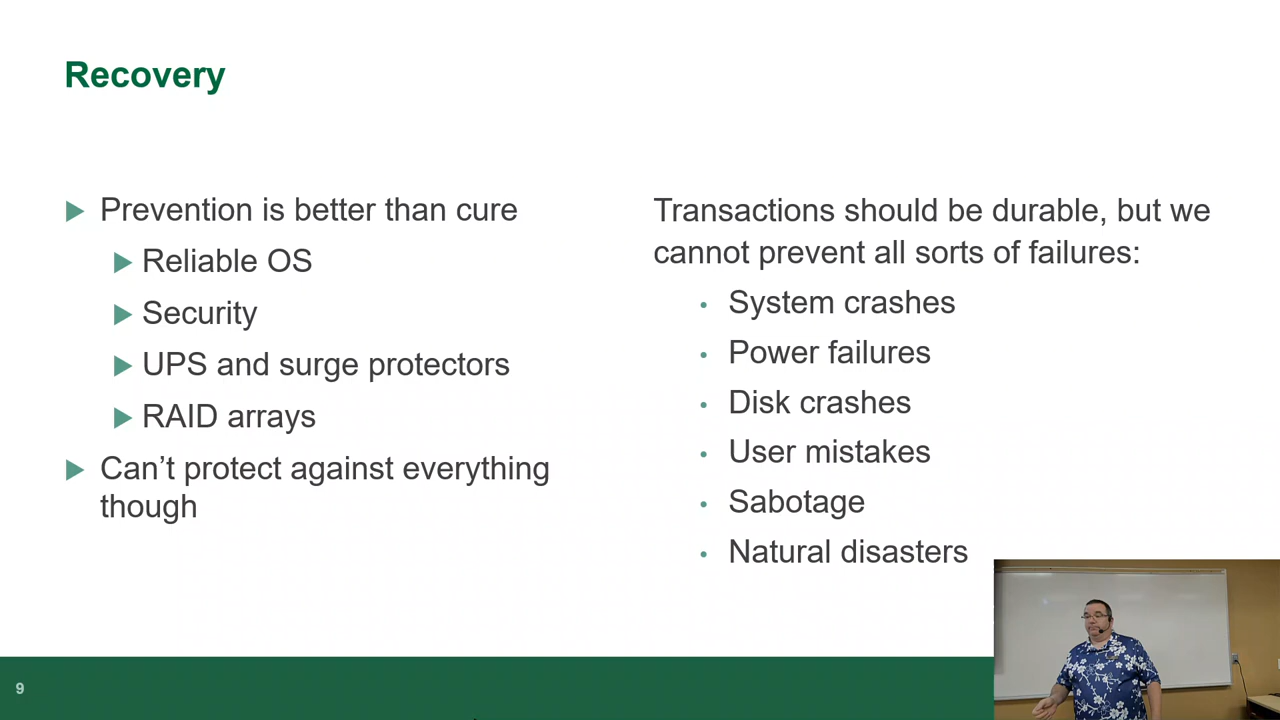 Recovery
Prevention is better than cure
Reliable OS
Security
UPS and surge protectors
RAID arrays
Can’t protect against everything
though
Transactions should be durable, but we
cannot prevent all sorts of failures:
System crashes
Power failures
Disk crashes
User mistakes
Sabotage
Natural disasters
9